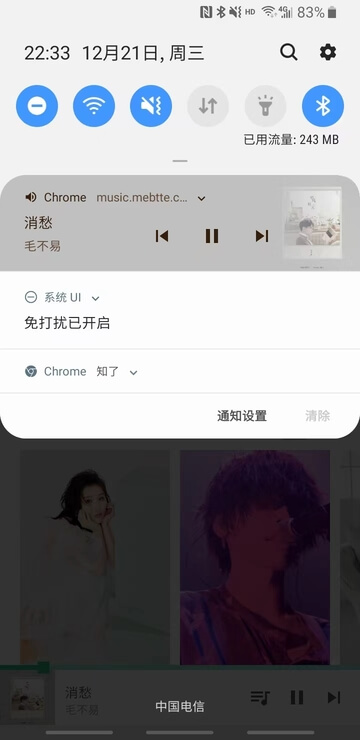 HD 4G 83%
22:33 12月21日, 周三
已用流量: 243 MB
Chrome music.mebtte.c...
消愁
毛不易
系统 UI
免打扰已开启
Chrome 知了
通知设置 清除
消愁
毛不易
中国电信